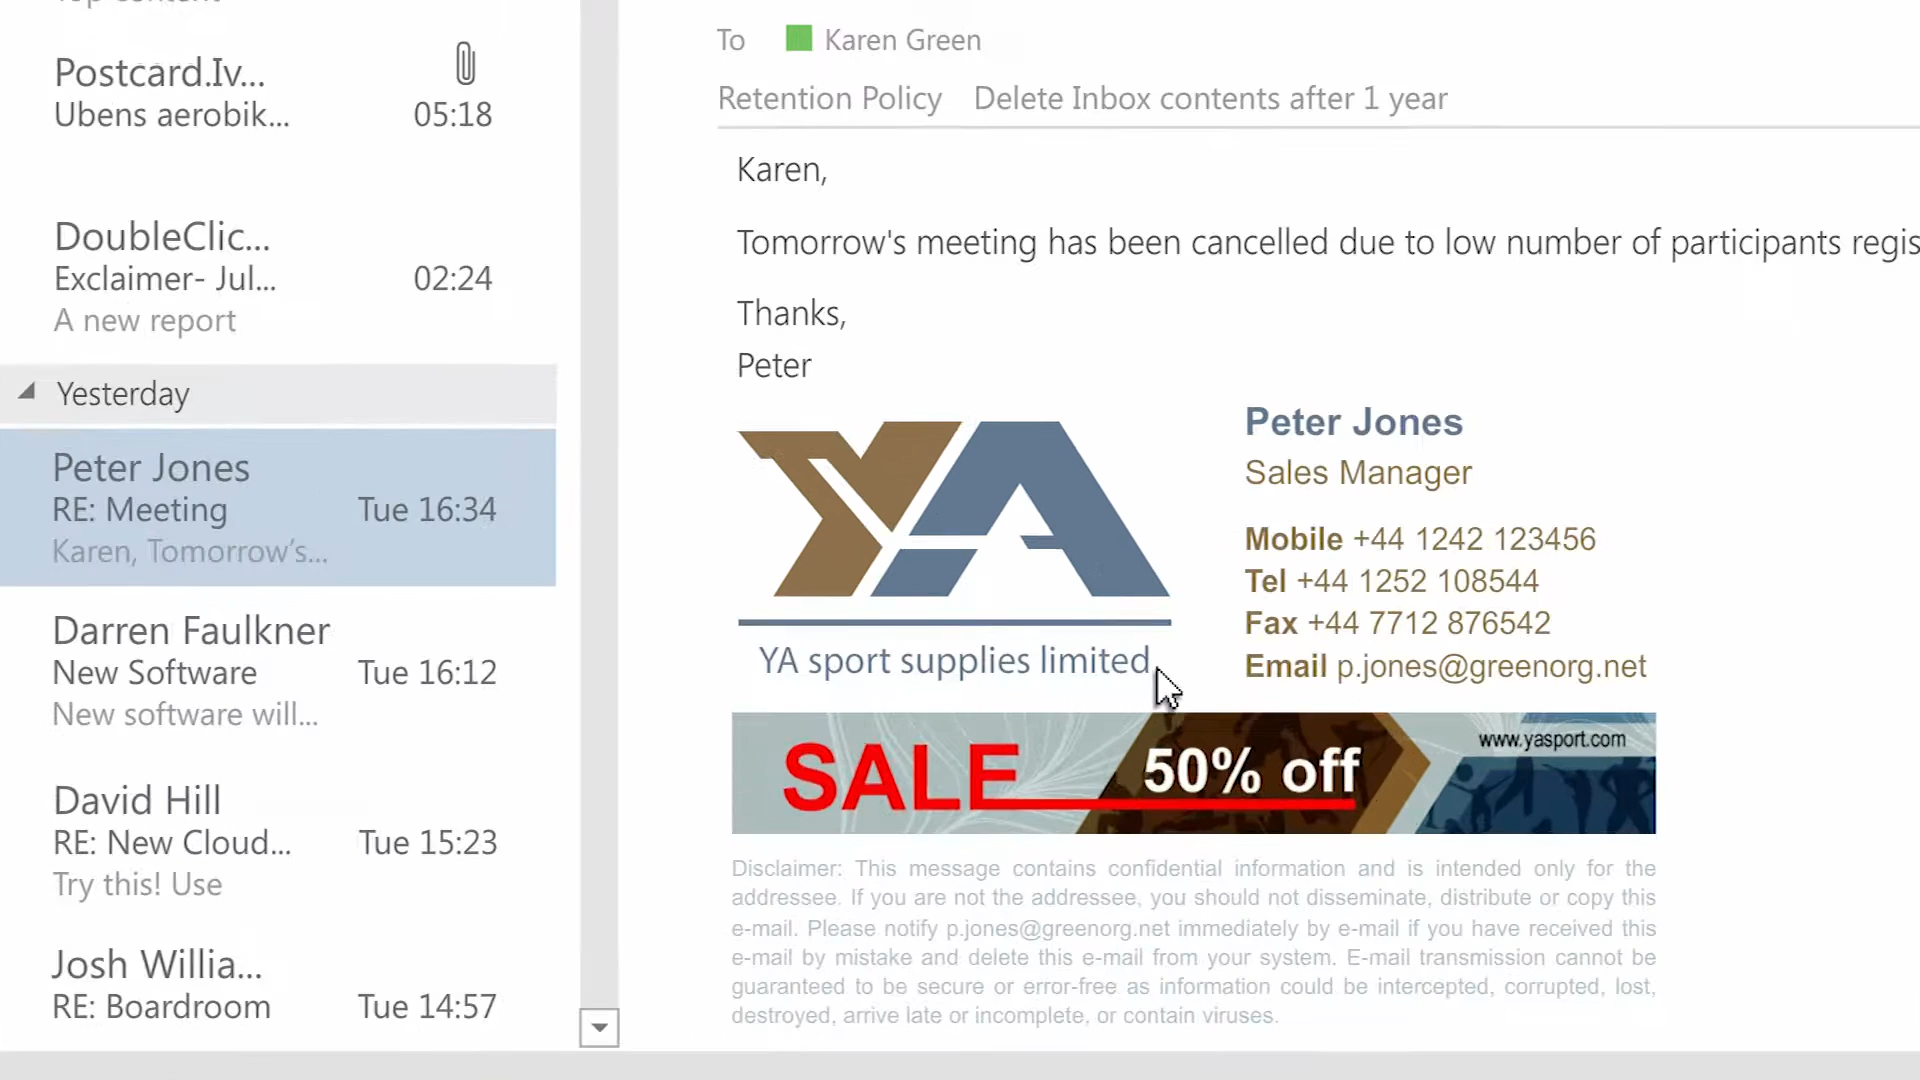 Postcard.Iv...
Ubens aerobik... 05:18
DoubleClic...
Exclaimer- Jul... 02:24
A new report
Yesterday
Peter Jones
RE: Meeting Tue 16:34
Karen, Tomorrow's...
Darren Faulkner
New Software Tue 16:12
New software will...
David Hill
RE: New Cloud... Tue 15:23
Try this! Use
Josh Willia...
RE: Boardroom Tue 14:57
To Karen Green
Retention Policy Delete Inbox contents after 1 year
Karen,
Tomorrow's meeting has been cancelled due to low number of participants regis
Thanks,
Peter
YA
YA sport supplies limited
Peter Jones
Sales Manager
Mobile +44 1242 123456
Tel +44 1252 108544
Fax +44 7712 876542
Email p.jones@greenorg.net
SALE 50% off www.yasport.com
Disclaimer: This message contains confidential information and is intended only for the
addressee. If you are not the addressee, you should not disseminate, distribute or copy this
e-mail. Please notify p.jones@greenorg.net immediately by e-mail if you have received this
e-mail by mistake and delete this e-mail from your system. E-mail transmission cannot be
guaranteed to be secure or error-free as information could be intercepted, corrupted, lost,
destroyed, arrive late or incomplete, or contain viruses.